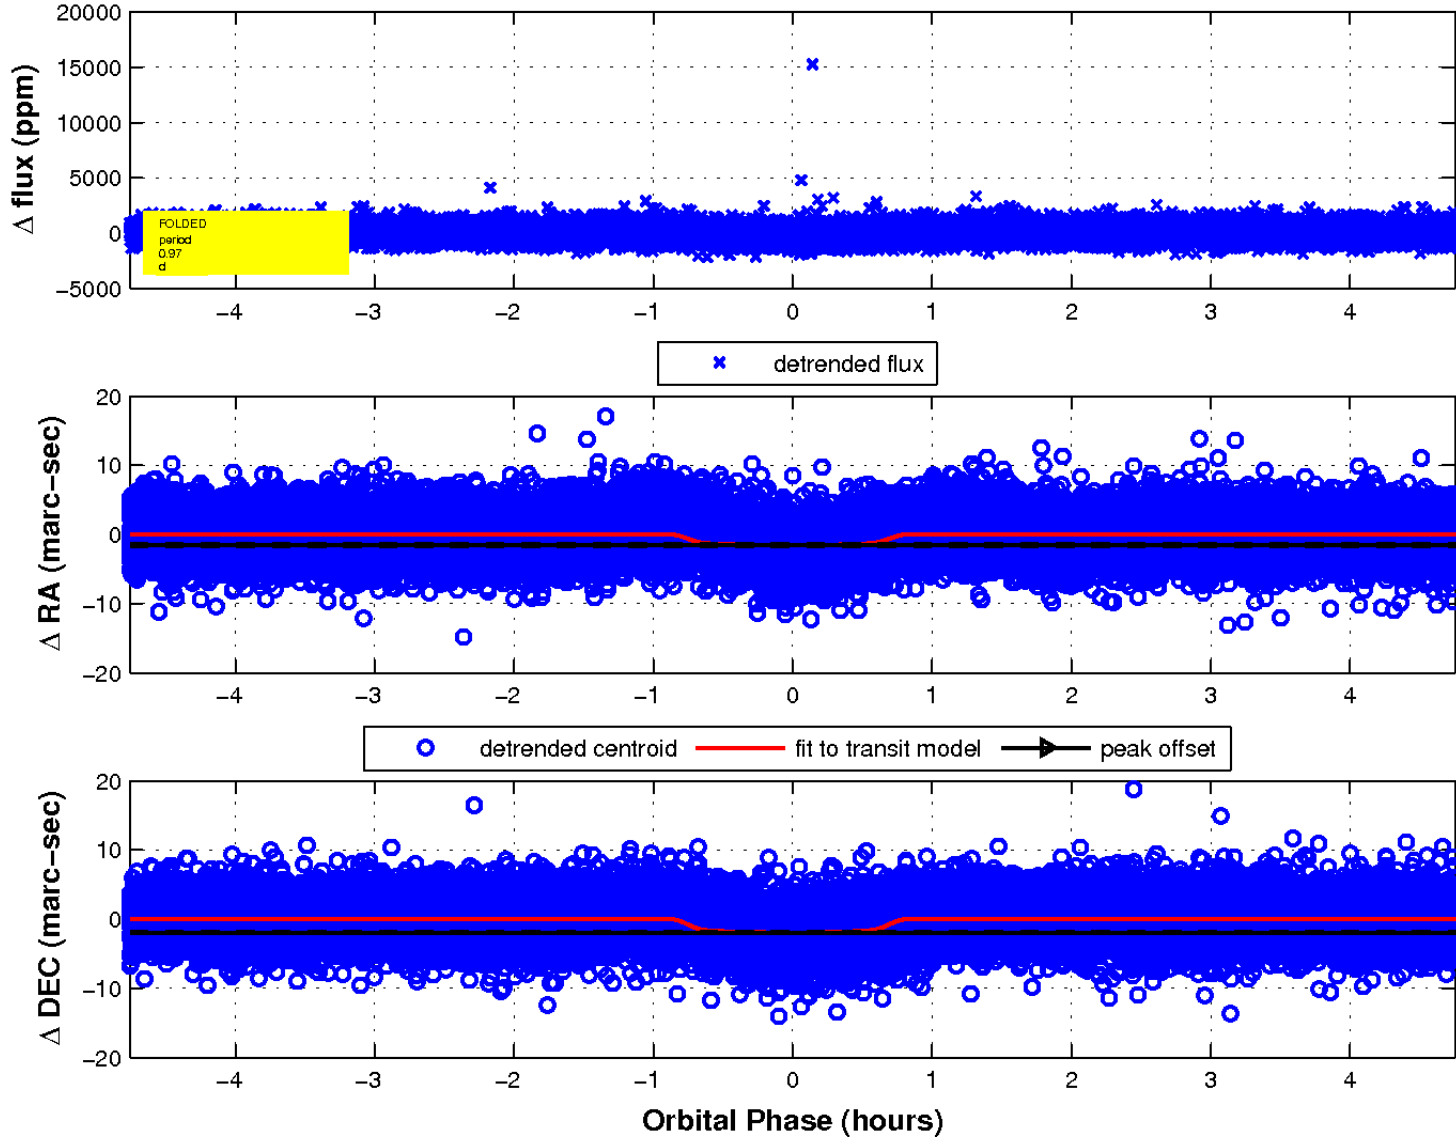 20000
15000
10000
5000
0
−5000
Δ flux (ppm)
FOLDED
period
0.97
d
−4 −3 −2 −1 0 1 2 3 4
detrended flux
20
10
0
−10
−20
Δ RA (marc−sec)
−4 −3 −2 −1 0 1 2 3 4
detrended centroid fit to transit model peak offset
20
10
0
−10
−20
Δ DEC (marc−sec)
−4 −3 −2 −1 0 1 2 3 4
Orbital Phase (hours)